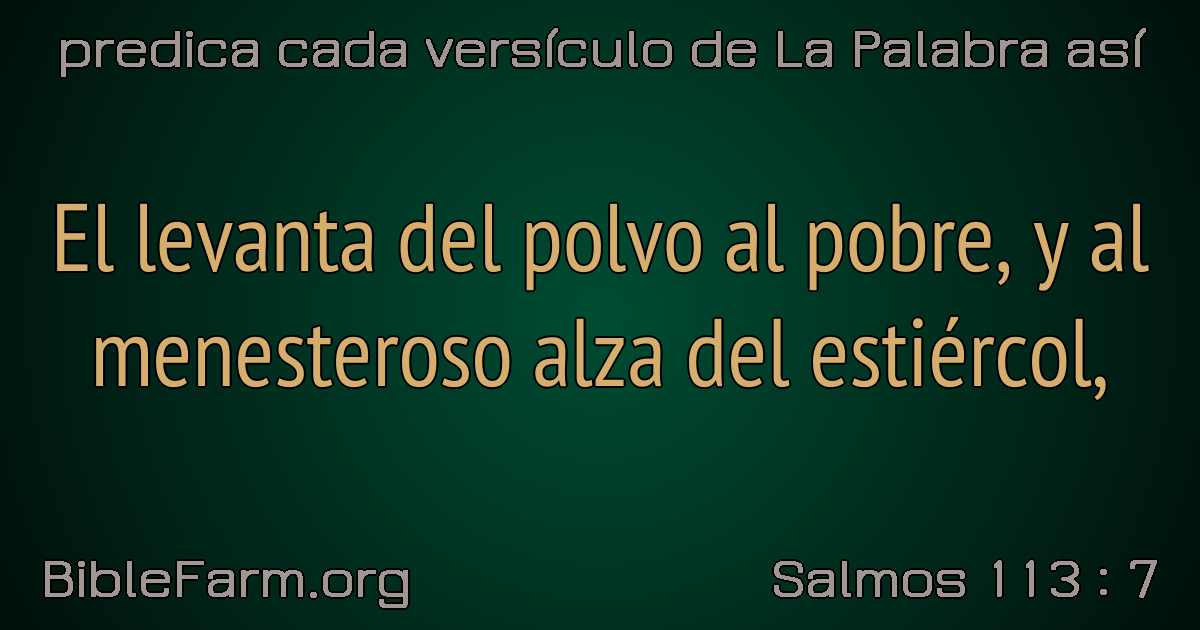 predica cada versículo de La Palabra así
El levanta del polvo al pobre, y al
menesteroso alza del estiércol,
BibleFarm.org
Salmos 113 : 7